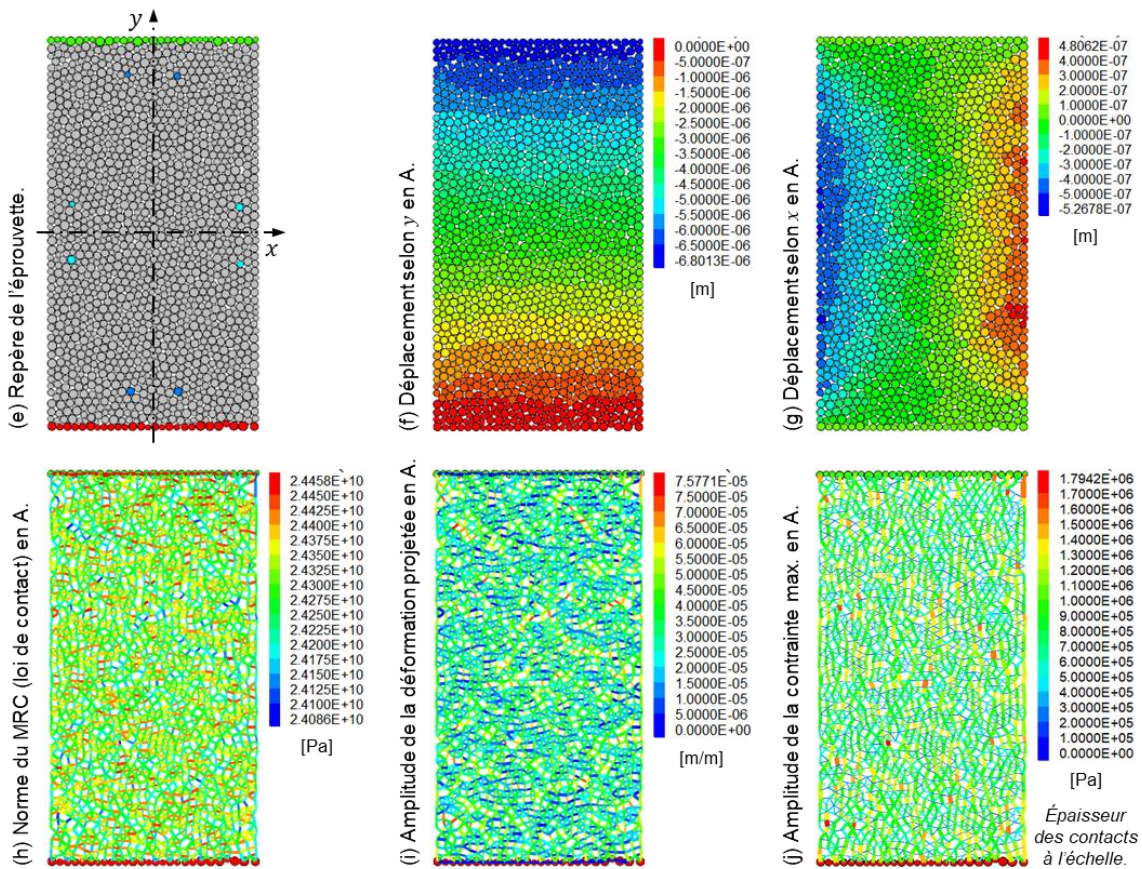 (e) Repère de l'éprouvette.
y
x
(f) Déplacement selon y en A.
0.0000E+00
-5.0000E-07
-1.0000E-06
-1.5000E-06
-2.0000E-06
-2.5000E-06
-3.0000E-06
-3.5000E-06
-4.0000E-06
-4.5000E-06
-5.0000E-06
-5.5000E-06
-6.0000E-06
-6.5000E-06
-6.8013E-06
[m]
(g) Déplacement selon x en A.
4.8062E-07
4.0000E-07
3.0000E-07
2.0000E-07
1.0000E-07
0.0000E+00
-1.0000E-07
-2.0000E-07
-3.0000E-07
-4.0000E-07
-5.0000E-07
-5.2678E-07
[m]
(h) Norme du MRC (loi de contact) en A.
2.4458E+10
2.4450E+10
2.4425E+10
2.4400E+10
2.4375E+10
2.4350E+10
2.4325E+10
2.4300E+10
2.4275E+10
2.4250E+10
2.4225E+10
2.4200E+10
2.4175E+10
2.4150E+10
2.4125E+10
2.4100E+10
2.4086E+10
[Pa]
(i) Amplitude de la déformation projetée en A.
7.5771E-05
7.5000E-05
7.0000E-05
6.5000E-05
6.0000E-05
5.5000E-05
5.0000E-05
4.5000E-05
4.0000E-05
3.5000E-05
3.0000E-05
2.5000E-05
2.0000E-05
1.5000E-05
1.0000E-05
5.0000E-06
0.0000E+00
[m/m]
(j) Amplitude de la contrainte max. en A.
1.7942E+06
1.7000E+06
1.6000E+06
1.5000E+06
1.4000E+06
1.3000E+06
1.2000E+06
1.1000E+06
1.0000E+06
9.0000E+05
8.0000E+05
7.0000E+05
6.0000E+05
5.0000E+05
4.0000E+05
3.0000E+05
2.0000E+05
1.0000E+05
0.0000E+00
[Pa]
Épaisseur
des contacts
à l'échelle.